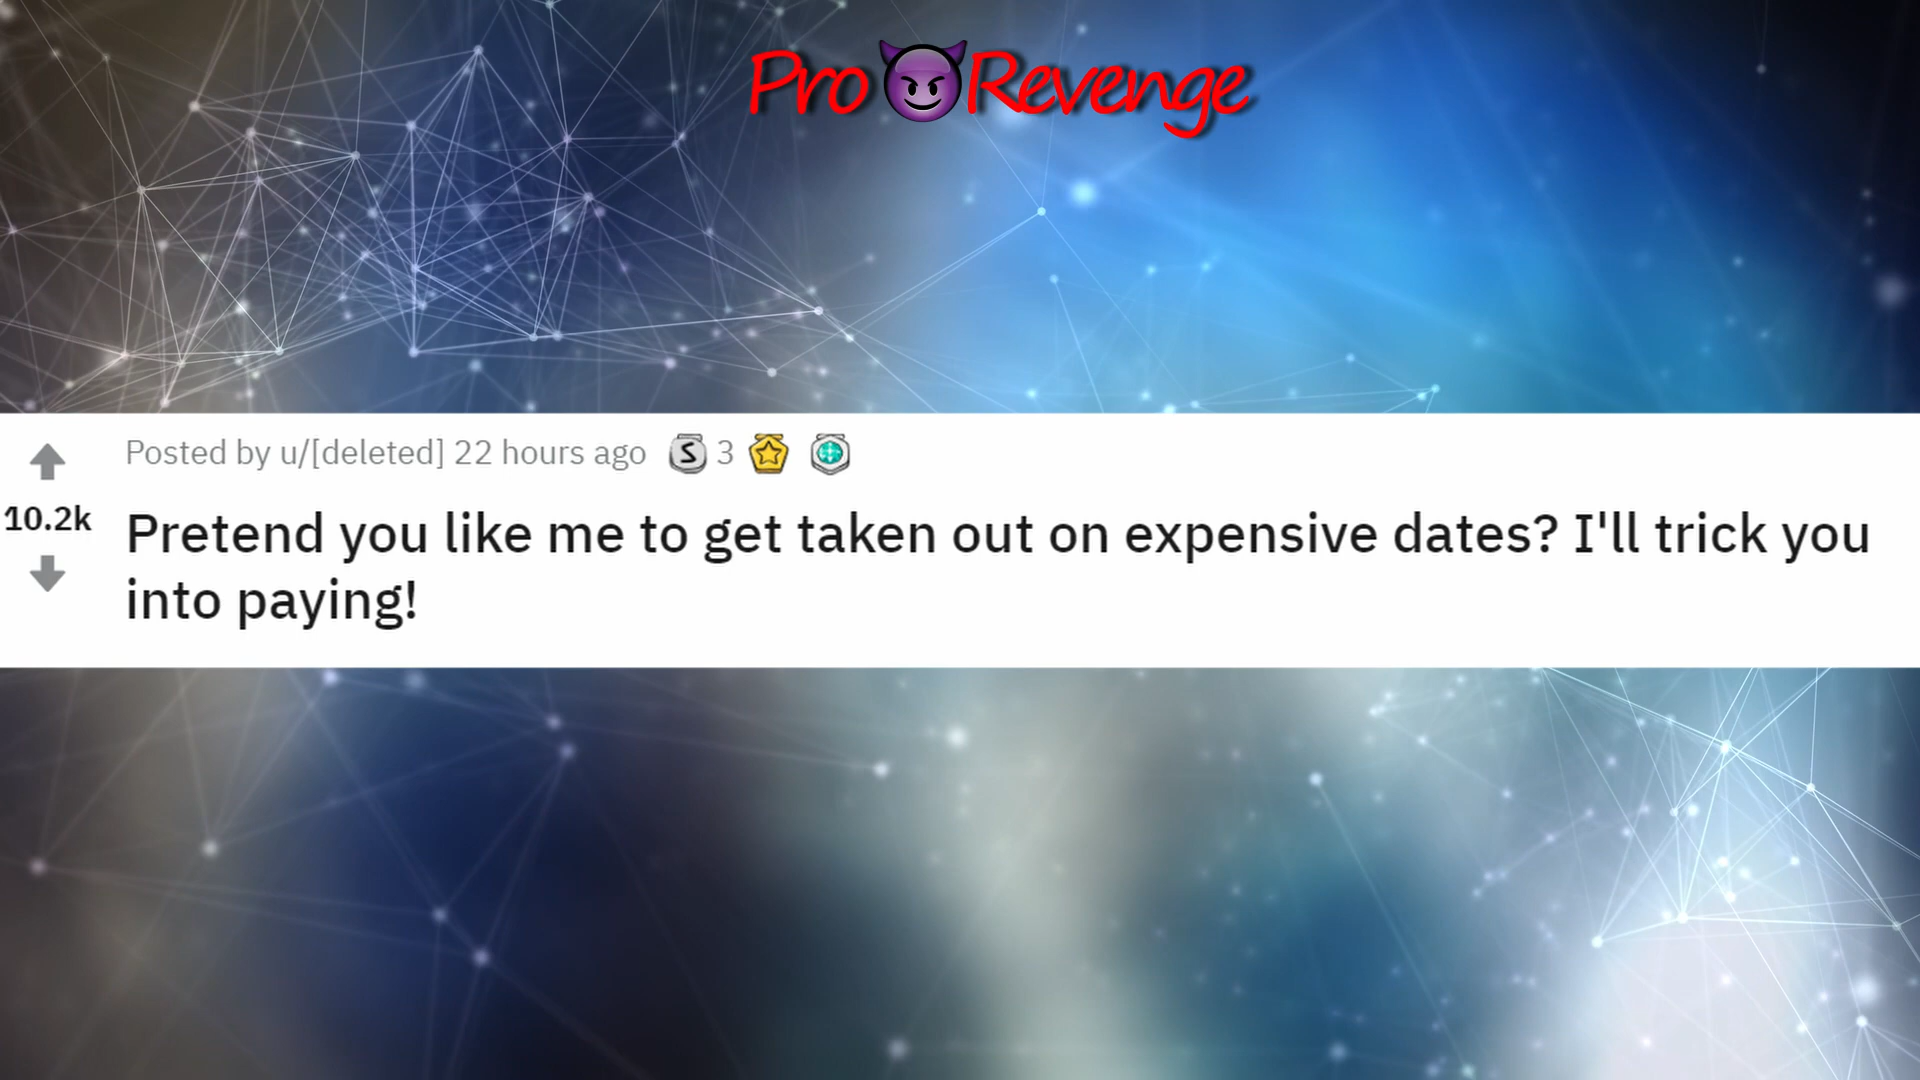 Pro Revenge
Posted by u/[deleted] 22 hours ago S 3
10.2k
Pretend you like me to get taken out on expensive dates? I'll trick you
into paying!